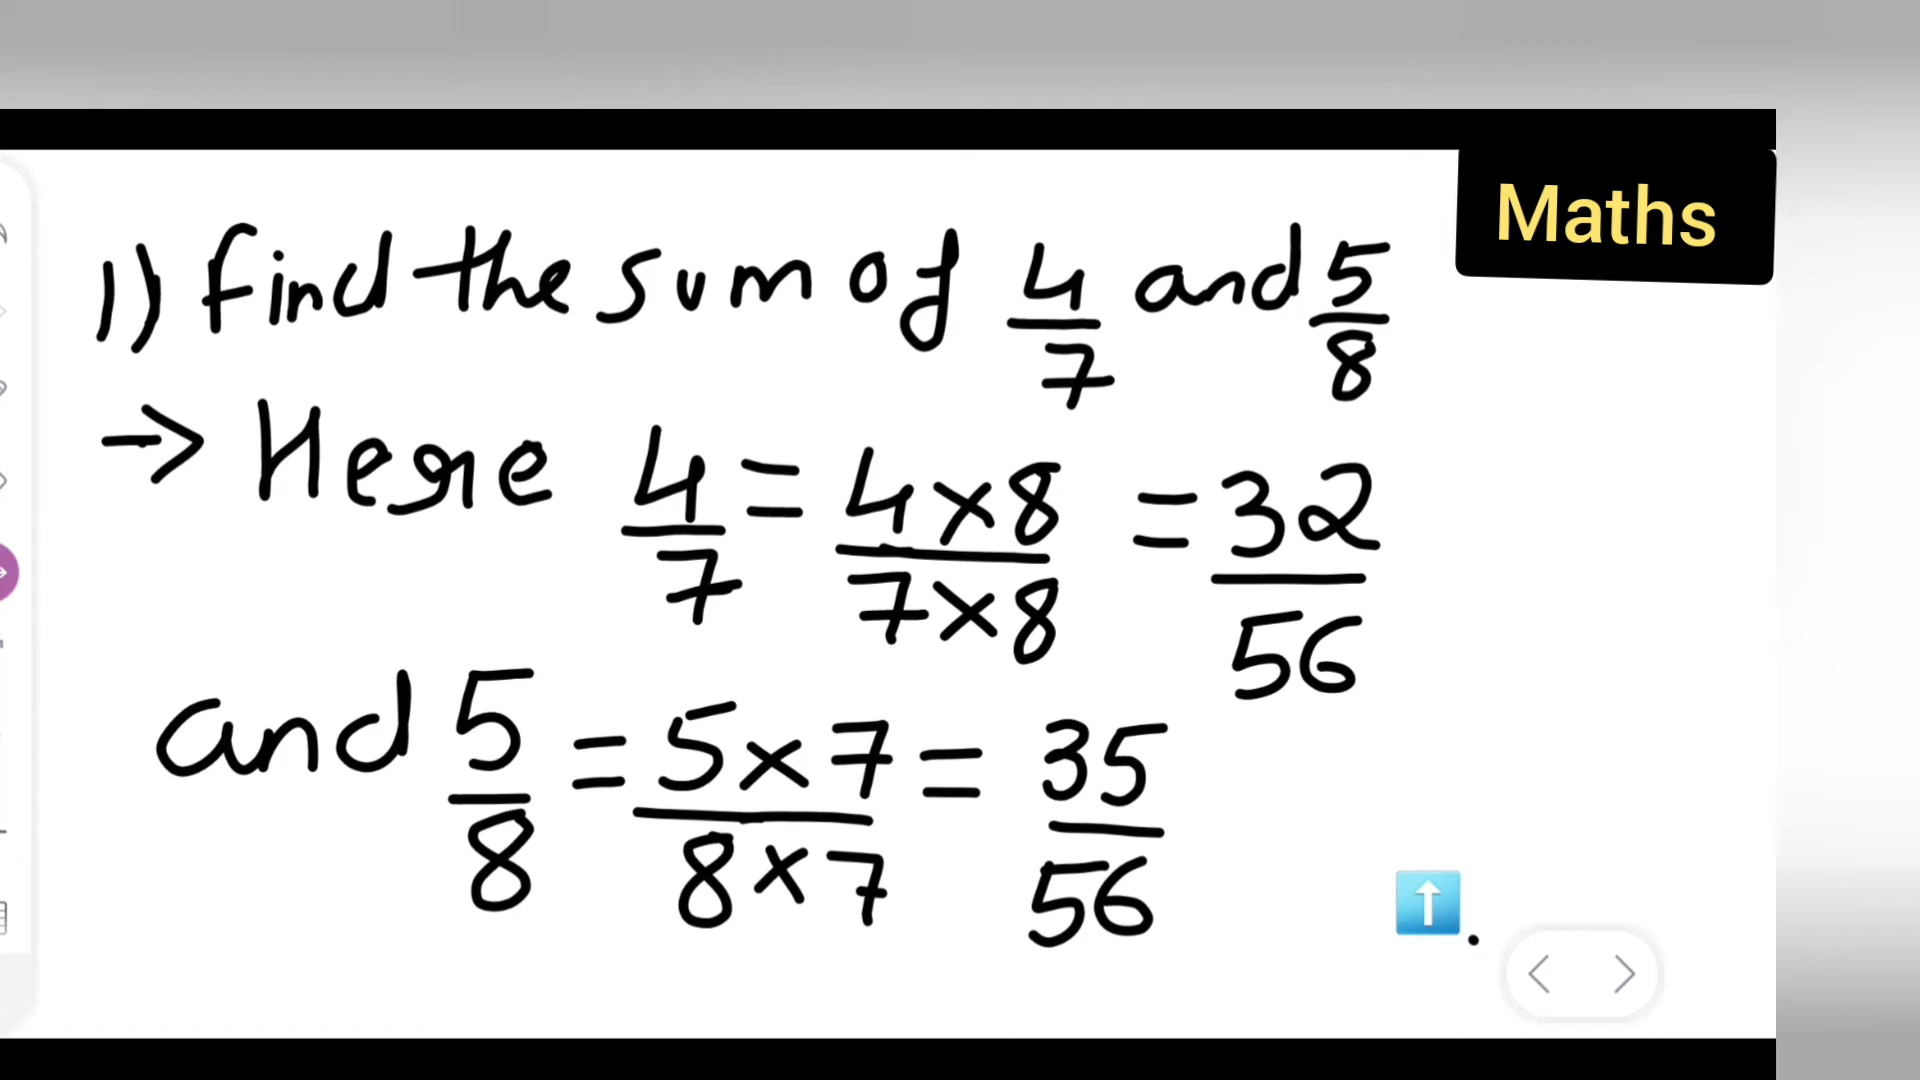 Maths
1) find the sum of 4/7 and 5/8
→ Here 4/7 = 4×8/7×8 = 32/56
and 5/8 = 5×7/8×7 = 35/56